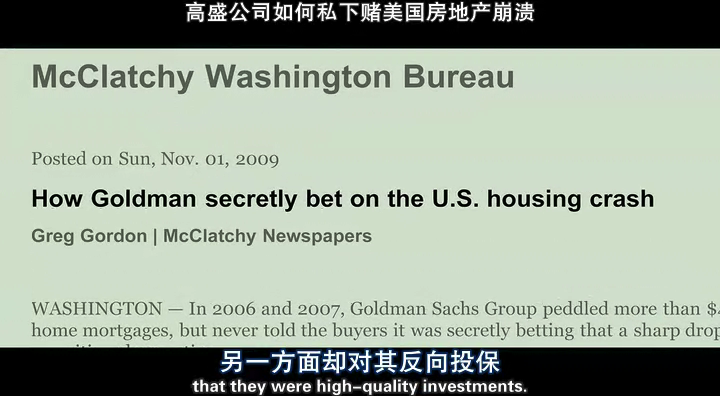 高盛公司如何私下赌美国房地产崩溃
McClatchy Washington Bureau
Posted on Sun, Nov. 01, 2009
How Goldman secretly bet on the U.S. housing crash
Greg Gordon | McClatchy Newspapers
WASHINGTON — In 2006 and 2007, Goldman Sachs Group peddled more than
home mortgages, but never told the buyers it was secretly betting that a sharp drop
另一方面却对其反向投保
that they were high-quality investments.